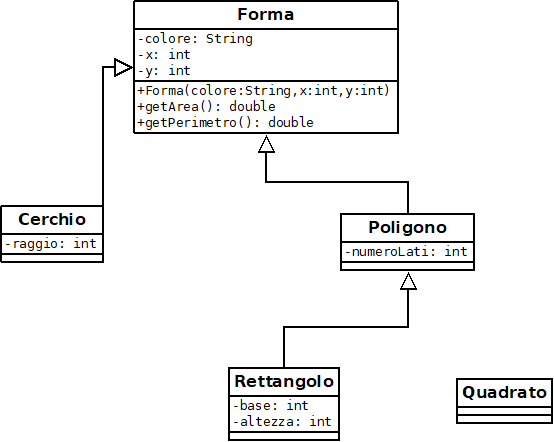 Forma
-colore: String
-x: int
-y: int
+Forma(colore:String,x:int,y:int)
+getArea(): double
+getPerimetro(): double
Cerchio
-raggio: int
Poligono
-numeroLati: int
Rettangolo
-base: int
-altezza: int
Quadrato